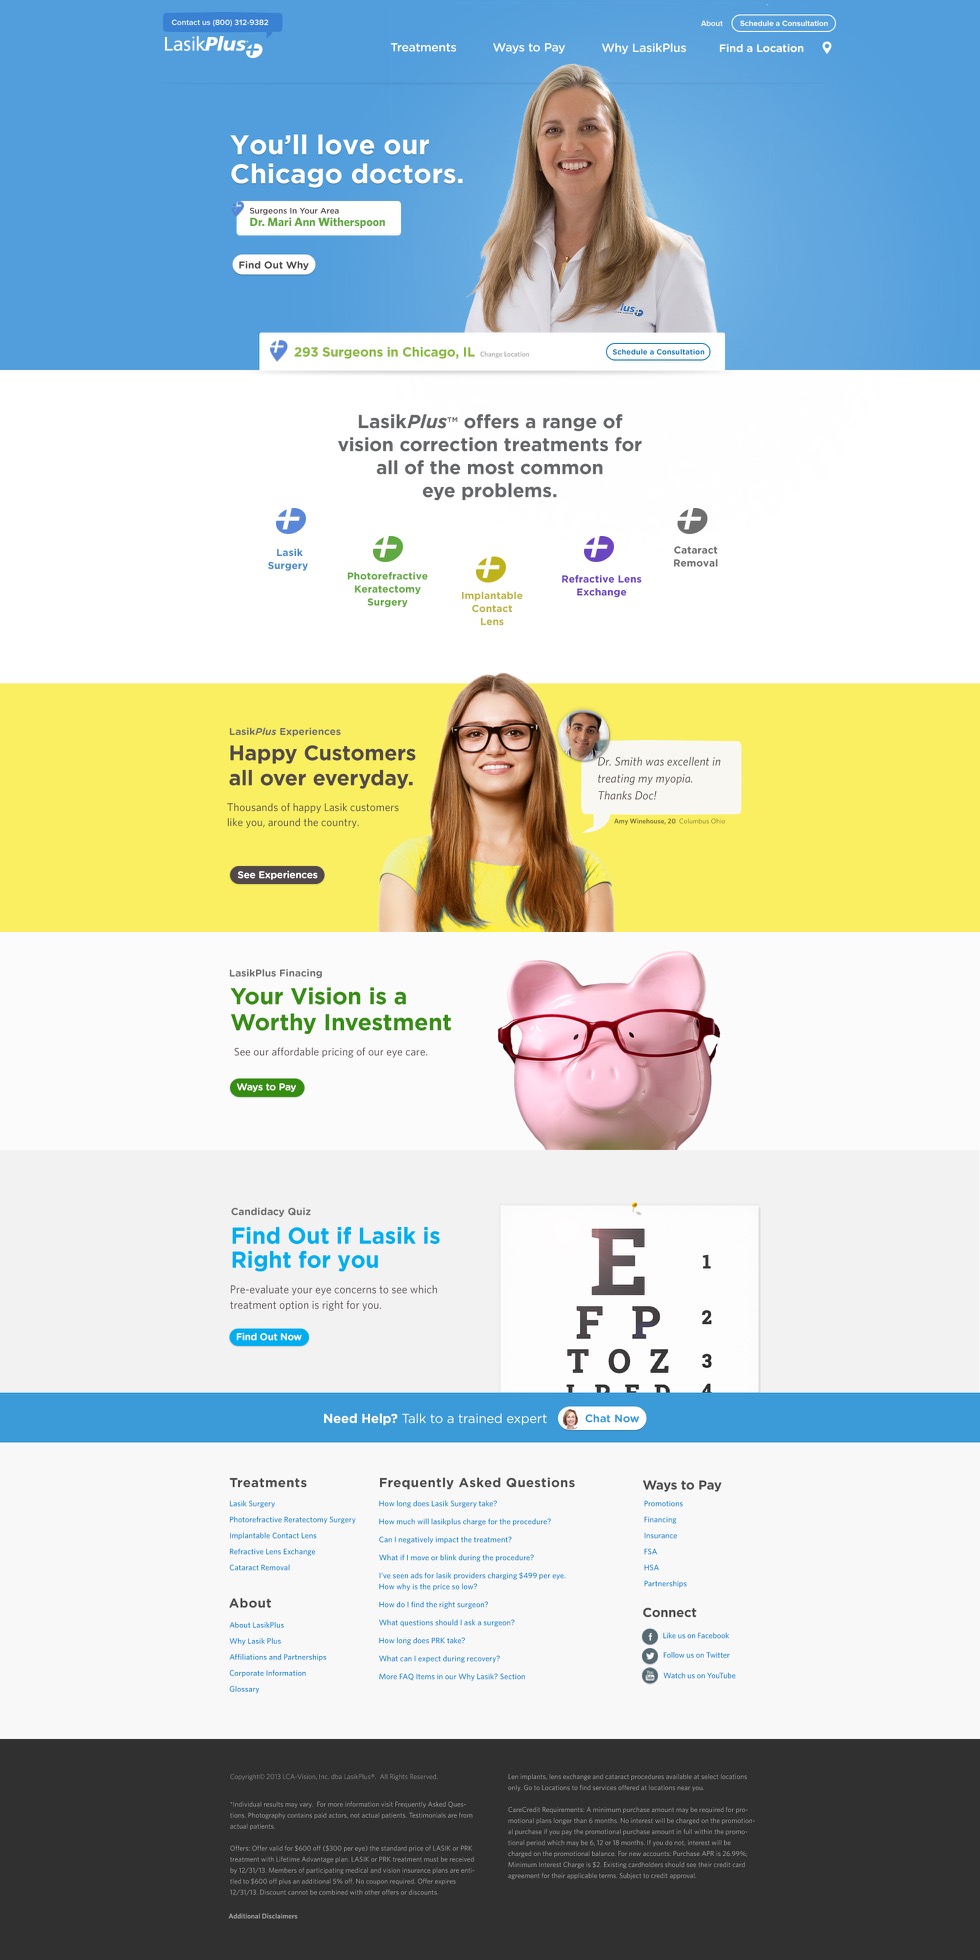 Contact us (800) 312-9382
About
Schedule a Consultation
LasikPlus
Treatments
Ways to Pay
Why LasikPlus
Find a Location
You'll love our
Chicago doctors.
Surgeons In Your Area
Dr. Mari Ann Witherspoon
Find Out Why
Plus
293 Surgeons in Chicago, IL
Change Location
Schedule a Consultation
LasikPlus™ offers a range of
vision correction treatments for
all of the most common
eye problems.
Lasik
Surgery
Photorefractive
Keratectomy
Surgery
Implantable
Contact
Lens
Refractive Lens
Exchange
Cataract
Removal
LasikPlus Experiences
Happy Customers
all over everyday.
Thousands of happy Lasik customers
like you, around the country.
See Experiences
Dr. Smith was excellent in
treating my myopia.
Thanks Doc!
Amy Winehouse, 20 Columbus Ohio
LasikPlus Finacing
Your Vision is a
Worthy Investment
See our affordable pricing of our eye care.
Ways to Pay
Candidacy Quiz
Find Out if Lasik is
Right for you
Pre-evaluate your eye concerns to see which
treatment option is right for you.
Find Out Now
E 1
F P 2
T O Z 3
L P E D 4
Need Help? Talk to a trained expert
Chat Now
Treatments
Lasik Surgery
Photorefractive Reratectomy Surgery
Implantable Contact Lens
Refractive Lens Exchange
Cataract Removal
About
About LasikPlus
Why Lasik Plus
Affiliations and Partnerships
Corporate Information
Glossary
Frequently Asked Questions
How long does Lasik Surgery take?
How much will lasikplus charge for the procedure?
Can I negatively impact the treatment?
What if I move or blink during the procedure?
I've seen ads for lasik providers charging $499 per eye.
How why is the price so low?
How do I find the right surgeon?
What questions should I ask a surgeon?
How long does PRK take?
What can I expect during recovery?
More FAQ Items in our Why Lasik? Section
Ways to Pay
Promotions
Financing
Insurance
FSA
HSA
Partnerships
Connect
Like us on Facebook
Follow us on Twitter
Watch us on YouTube
Copyright© 2013 LCA-Vision, Inc. dba LasikPlus®. All Rights Reserved.
*Individual results may vary. For more information visit Frequently Asked Ques-
tions. Photography contains paid actors, not actual patients. Testimonials are from
actual patients.
Offers: Offer valid for $600 off ($300 per eye) the standard price of LASIK or PRK
treatment with Lifetime Advantage plan. LASIK or PRK treatment must be received
by 12/31/13. Members of participating medical and vision insurance plans are enti-
tled to $600 off plus an additional 5% off. No coupon required. Offer expires
12/31/13. Discount cannot be combined with other offers or discounts.
Additional Disclaimers
Len implants, lens exchange and cataract procedures available at select locations
only. Go to Locations to find services offered at locations near you.
CareCredit Requirements: A minimum purchase amount may be required for pro-
motional plans longer than 6 months. No interest will be charged on the promotion-
al purchase if you pay the promotional purchase amount in full within the promo-
tional period which may be 6, 12 or 18 months. If you do not, interest will be
charged on the promotional balance. For new accounts: Purchase APR is 26.99%;
Minimum Interest Charge is $2. Existing cardholders should see their credit card
agreement for their applicable terms. Subject to credit approval.